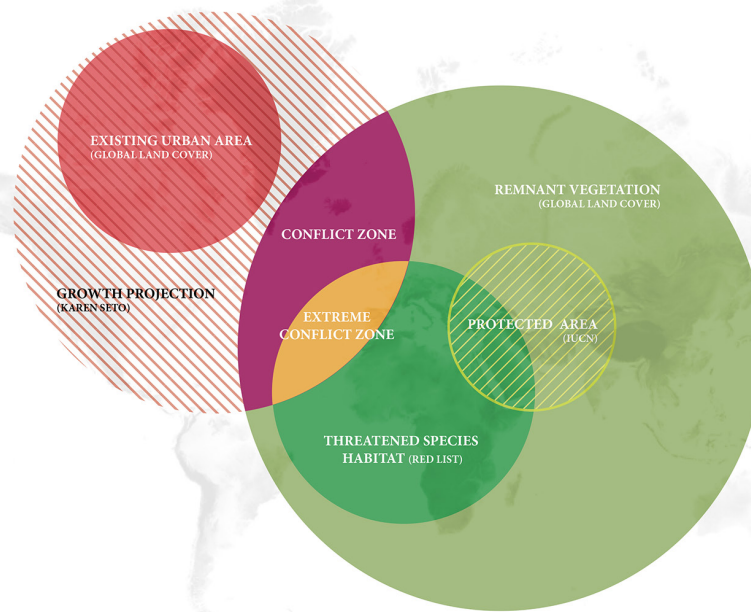 EXISTING URBAN AREA
(GLOBAL LAND COVER)
REMNANT VEGETATION
(GLOBAL LAND COVER)
CONFLICT ZONE
GROWTH PROJECTION
(KAREN SETO)
EXTREME
CONFLICT ZONE
PROTECTED AREA
(IUCN)
THREATENED SPECIES
HABITAT (RED LIST)